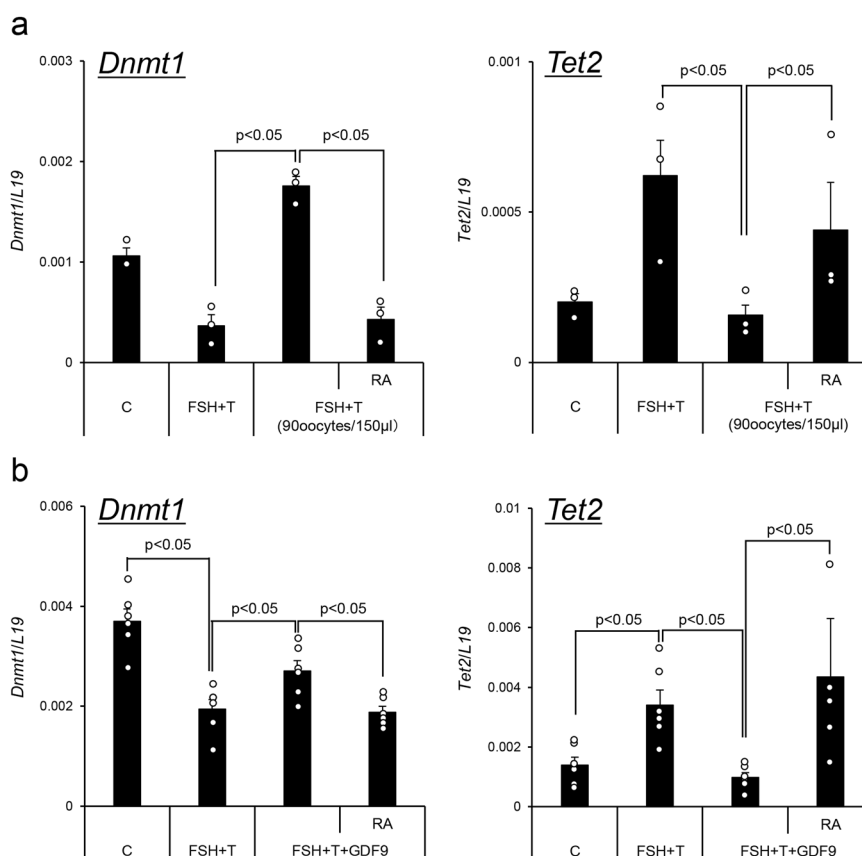 a
Dnmt1
Tet2
0.003
0.002
0.001
0
Dnmt1/L19
p<0.05
p<0.05
C
FSH+T
RA
FSH+T
(90oocytes/150μl)
0.001
0.0005
0
Tet2/L19
p<0.05
p<0.05
C
FSH+T
RA
FSH+T
(90oocytes/150μl)
b
Dnmt1
Tet2
0.006
0.004
0.002
0
Dnmt1/L19
p<0.05
p<0.05
p<0.05
C
FSH+T
RA
FSH+T+GDF9
0.01
0.008
0.006
0.004
0.002
0
Tet2/L19
p<0.05
p<0.05
p<0.05
C
FSH+T
RA
FSH+T+GDF9